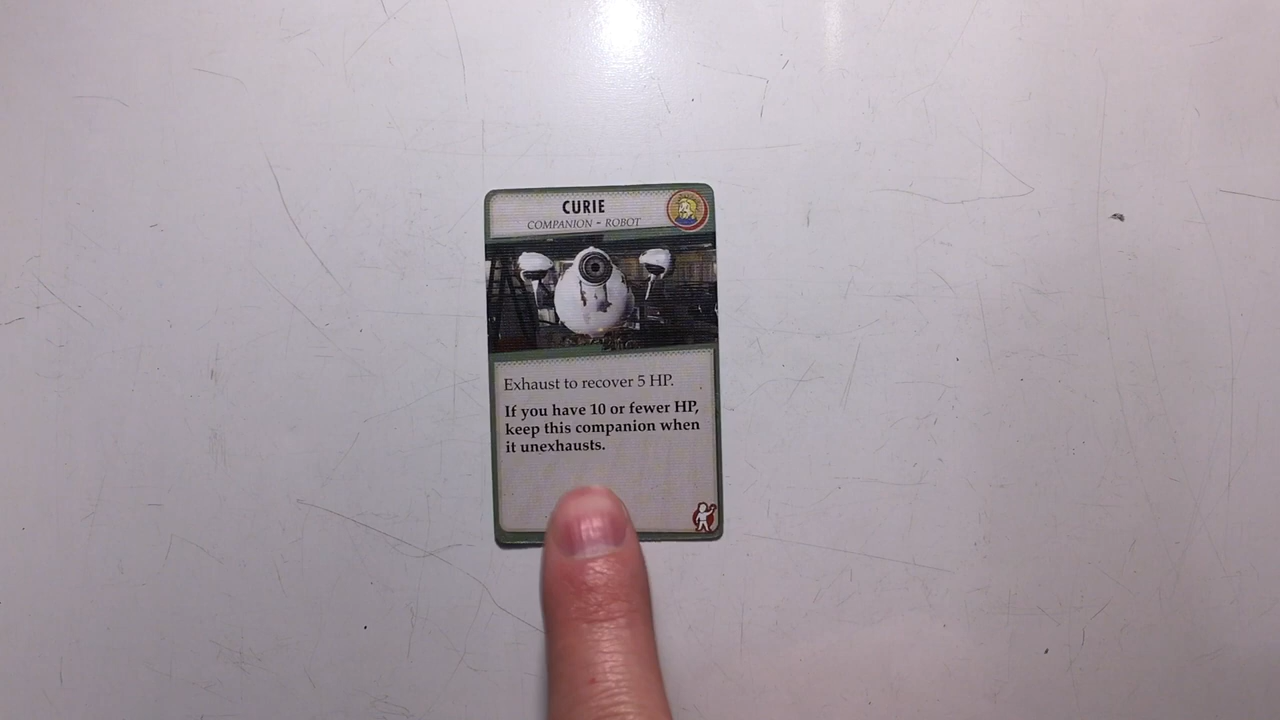 CURIE
COMPANION - ROBOT
Exhaust to recover 5 HP.
If you have 10 or fewer HP,
keep this companion when
it unexhausts.